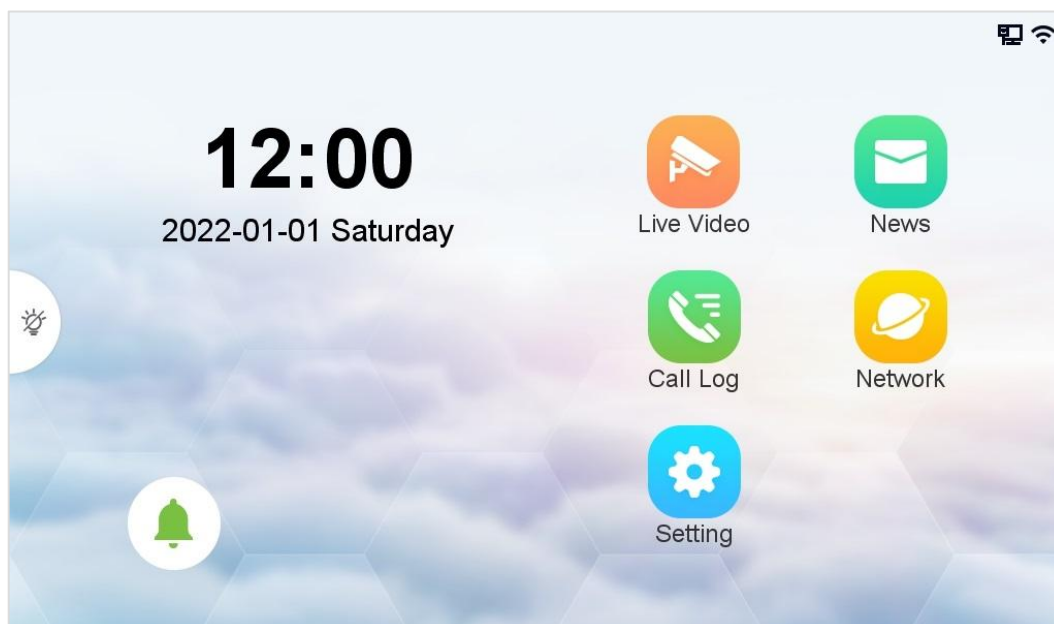 12:00
2022-01-01 Saturday
Live Video
News
Call Log
Network
Setting